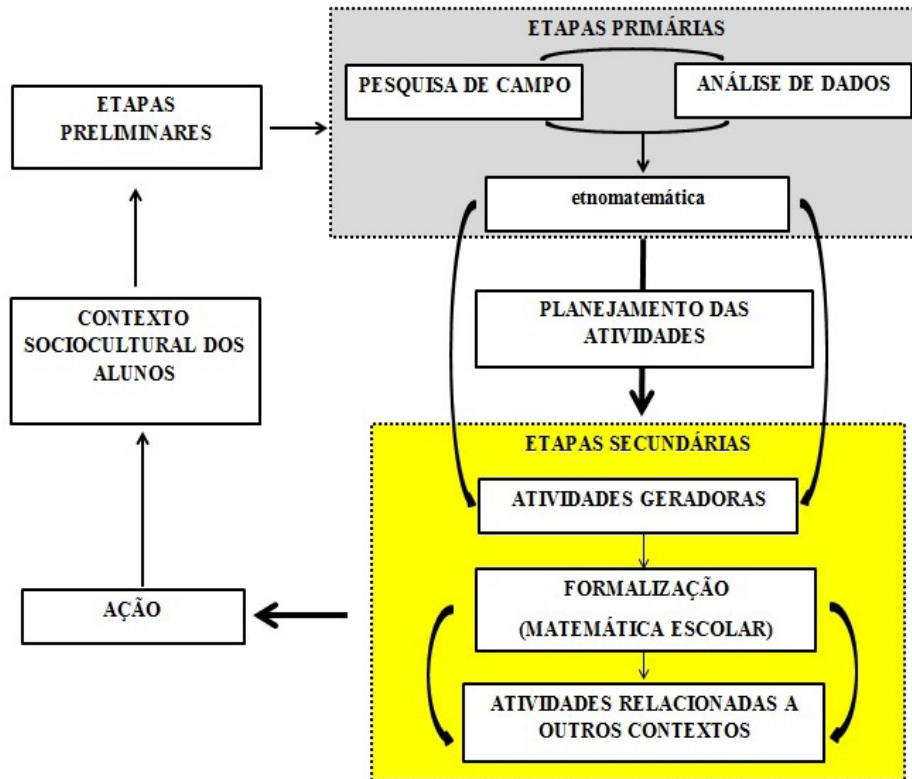 ETAPAS PRIMÁRIAS
PESQUISA DE CAMPO
ANÁLISE DE DADOS
etnomatemática
ETAPAS
PRELIMINARES
PLANEJAMENTO DAS
ATIVIDADES
CONTEXTO
SOCIOCULTURAL DOS
ALUNOS
ETAPAS SECUNDÁRIAS
ATIVIDADES GERADORAS
FORMALIZAÇÃO
(MATEMÁTICA ESCOLAR)
ATIVIDADES RELACIONADAS A
OUTROS CONTEXTOS
AÇÃO